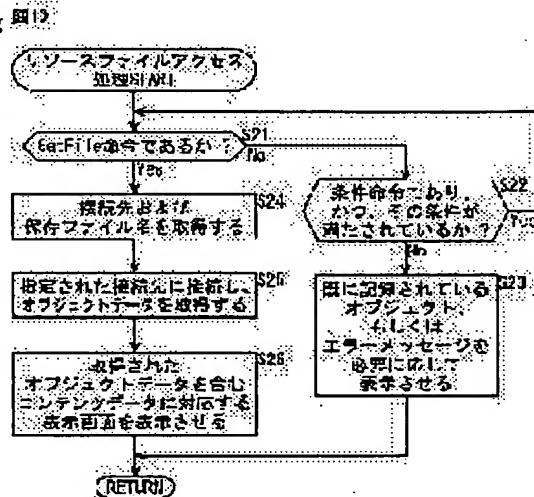 リソースファイルアクセス
処理START
GetFile命令であるか?
S21
Yes
No
条件命令であり、
かつ、その条件が
満たされているか?
S22
Yes
No
接続先および
保存ファイル名を取得する
S24
既に記録されている
オブジェクト、
もしくは
エラーメッセージを
必要に応じて
表示させる
S23
指定された接続先に接続し、
オブジェクトデータを取得する
取得された
オブジェクトデータを含む
コンテンツデータに対応する
表示画面を表示させる
RETURN